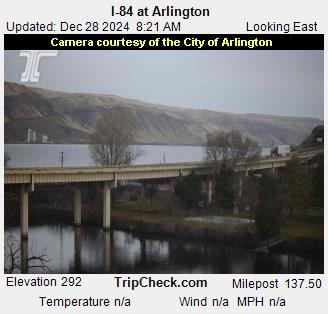 I-84 at Arlington
Updated: Dec 28 2024 8:21 AM Looking East
Camera courtesy of the City of Arlington
Elevation 292 TripCheck.com Milepost 137.50
Temperature n/a Wind n/a MPH n/a